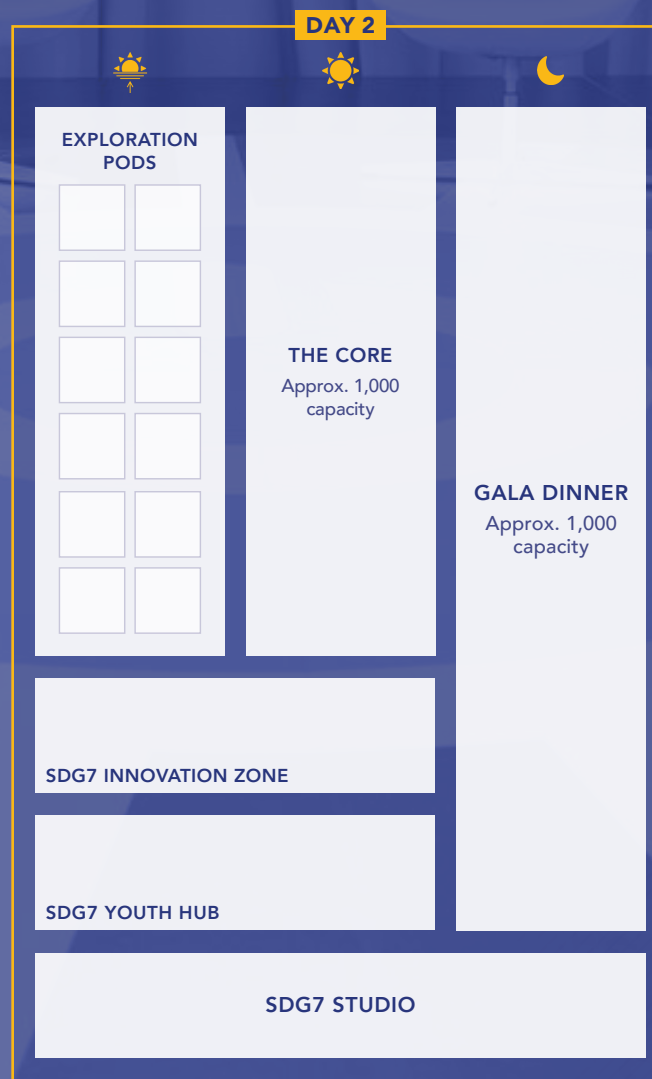 DAY 2
EXPLORATION
PODS
THE CORE
Approx. 1,000
capacity
GALA DINNER
Approx. 1,000
capacity
SDG7 INNOVATION ZONE
SDG7 YOUTH HUB
SDG7 STUDIO